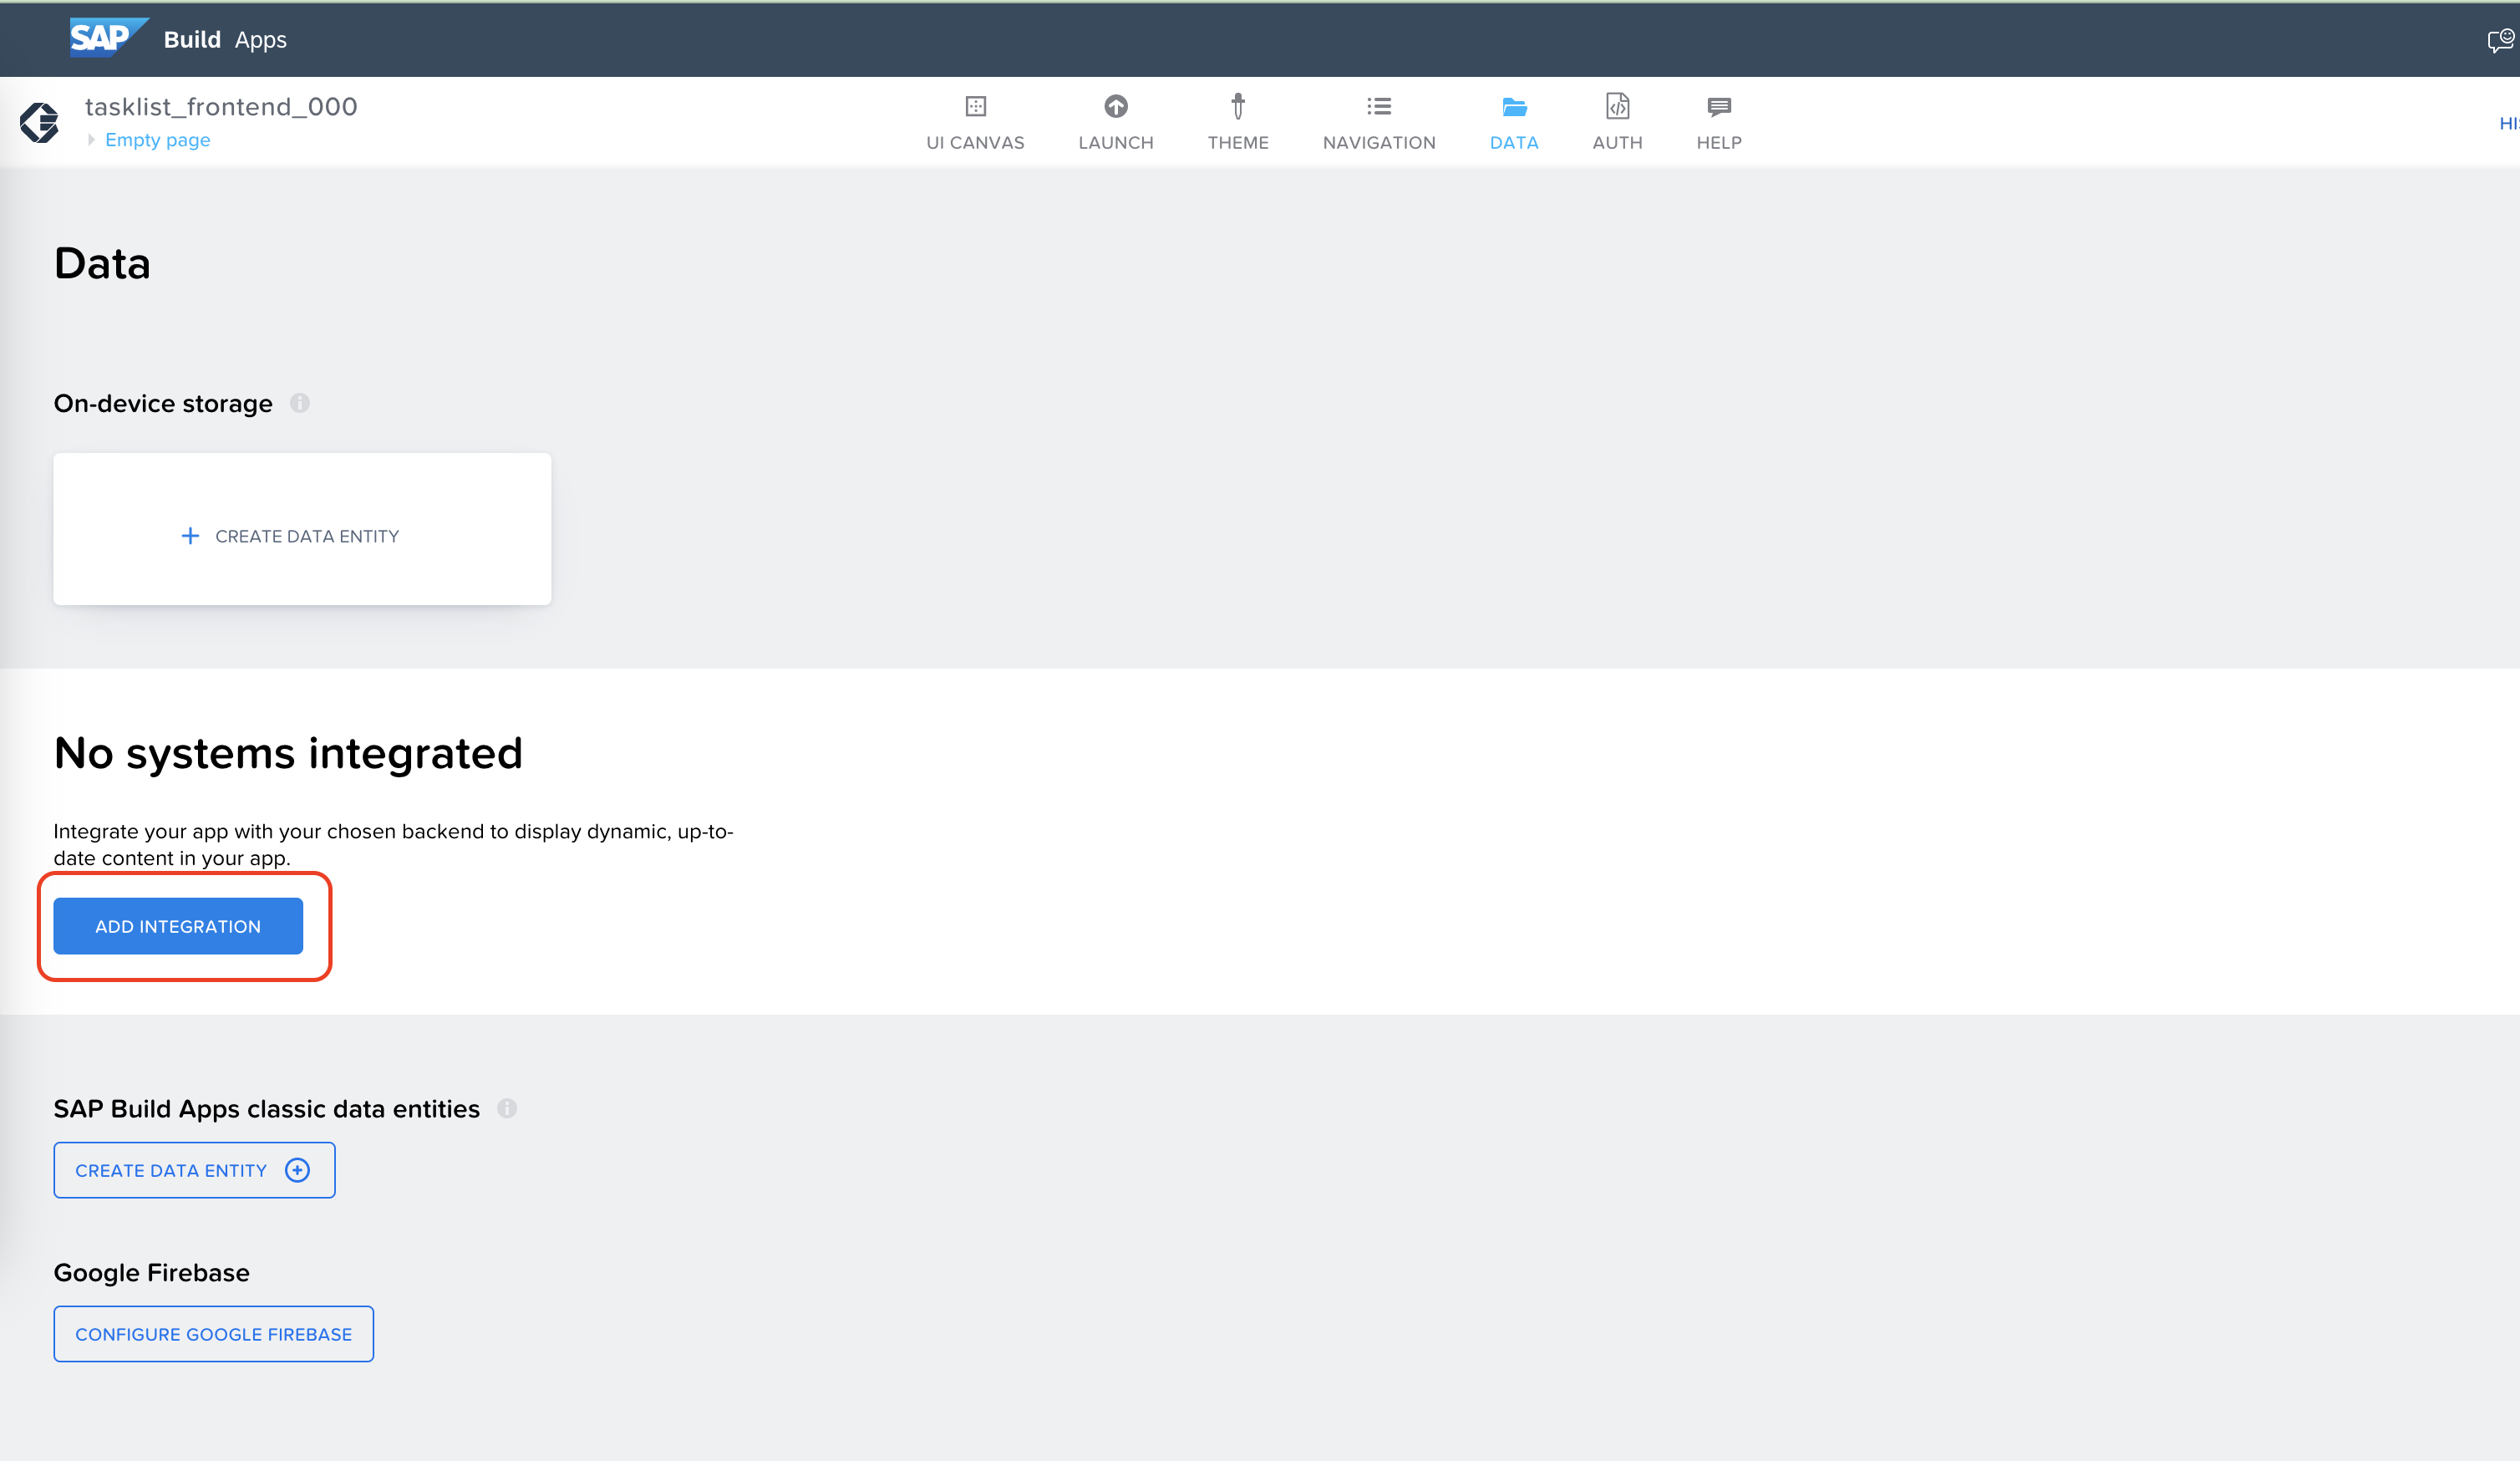 SAP Build Apps
tasklist_frontend_000
Empty page
UI CANVAS
LAUNCH
THEME
NAVIGATION
DATA
AUTH
HELP
Data
On-device storage
+ CREATE DATA ENTITY
No systems integrated
Integrate your app with your chosen backend to display dynamic, up-to-
date content in your app.
ADD INTEGRATION
SAP Build Apps classic data entities
CREATE DATA ENTITY
Google Firebase
CONFIGURE GOOGLE FIREBASE